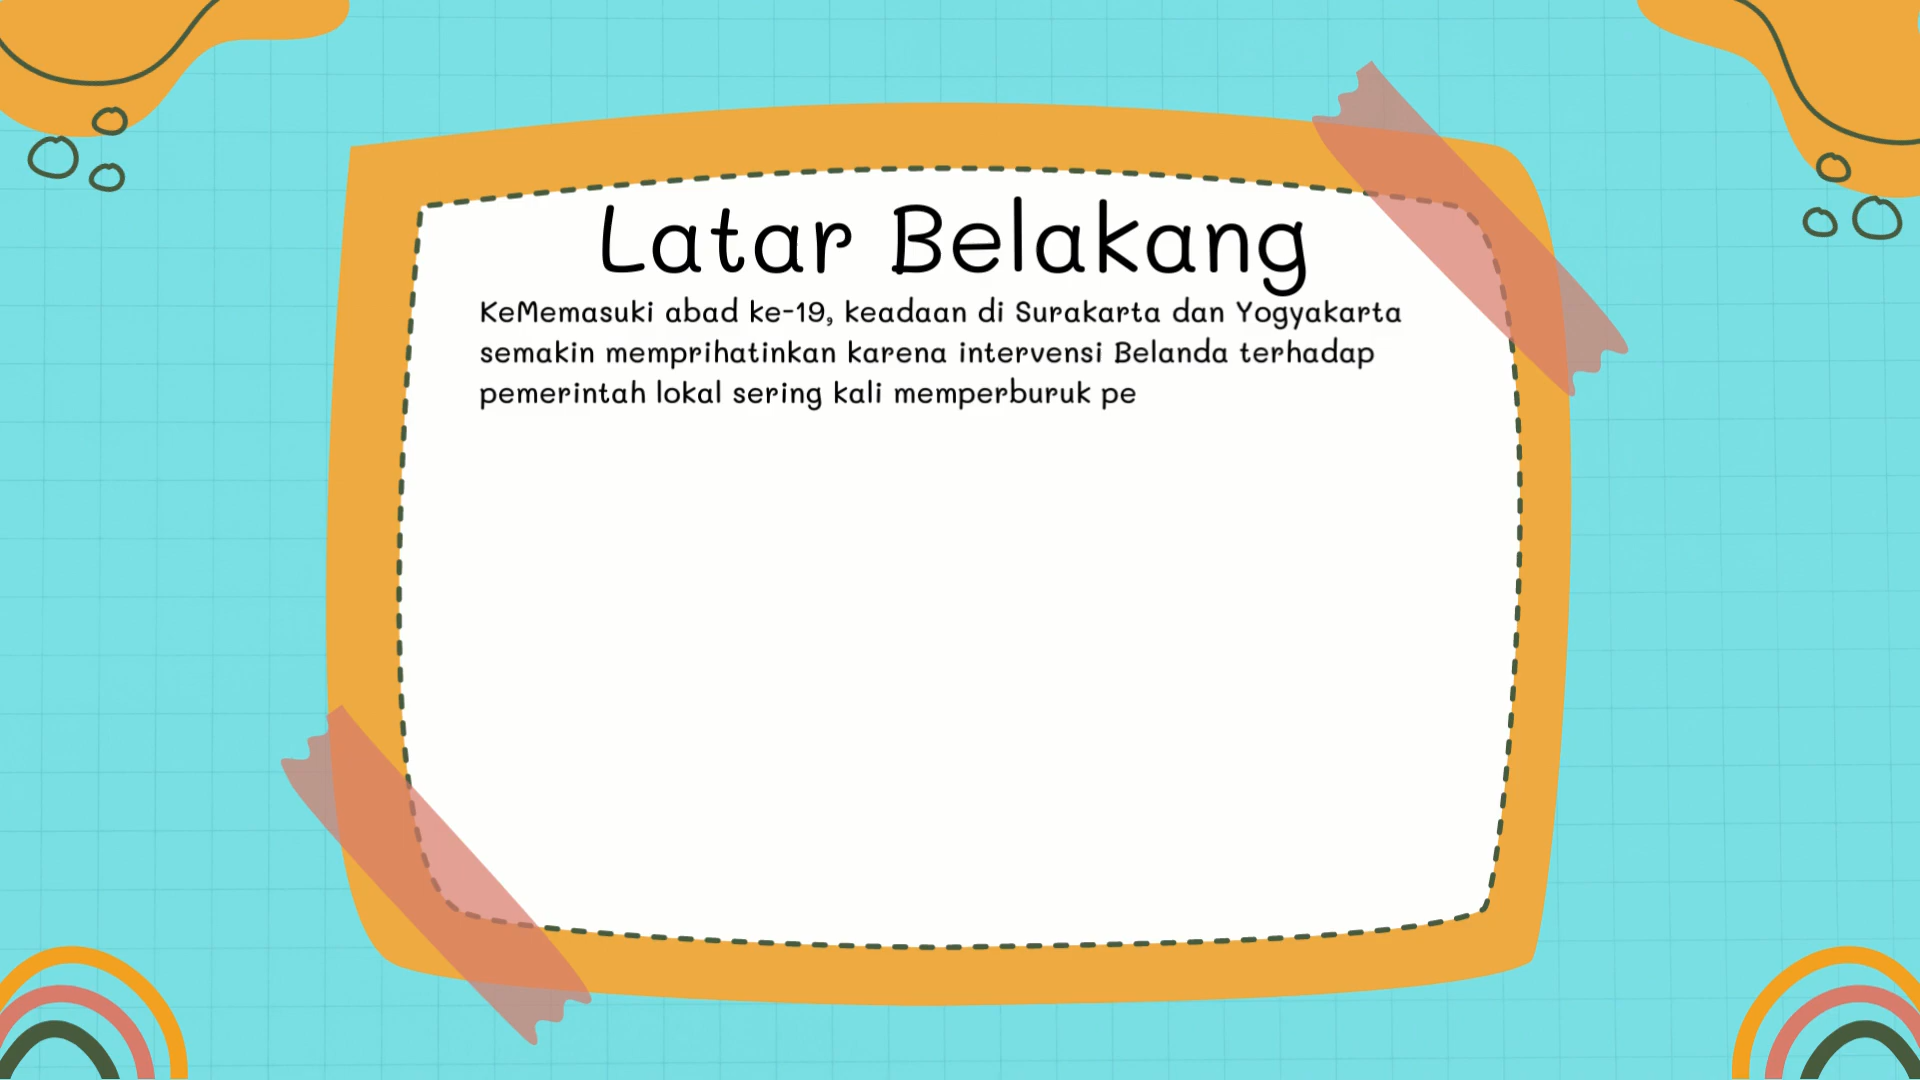 Latar Belakang
KeMemasuki abad ke-19, keadaan di Surakarta dan Yogyakarta
semakin memprihatinkan karena intervensi Belanda terhadap
pemerintah lokal sering kali memperburuk pe